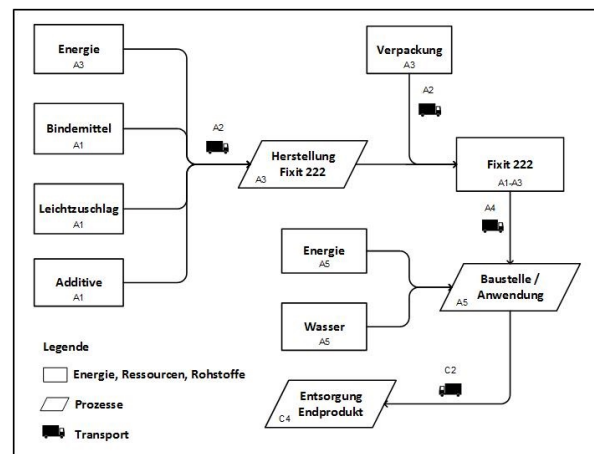 Energie
A3
Bindemittel
A1
Leichtzuschlag
A1
Additive
A1
A2
Herstellung
Fixit 222
A3
Verpackung
A3
A2
Fixit 222
A1-A3
A4
Energie
A5
Wasser
A5
Baustelle /
Anwendung
A5
C2
Entsorgung
Endprodukt
C4
Legende
Energie, Ressourcen, Rohstoffe
Prozesse
Transport